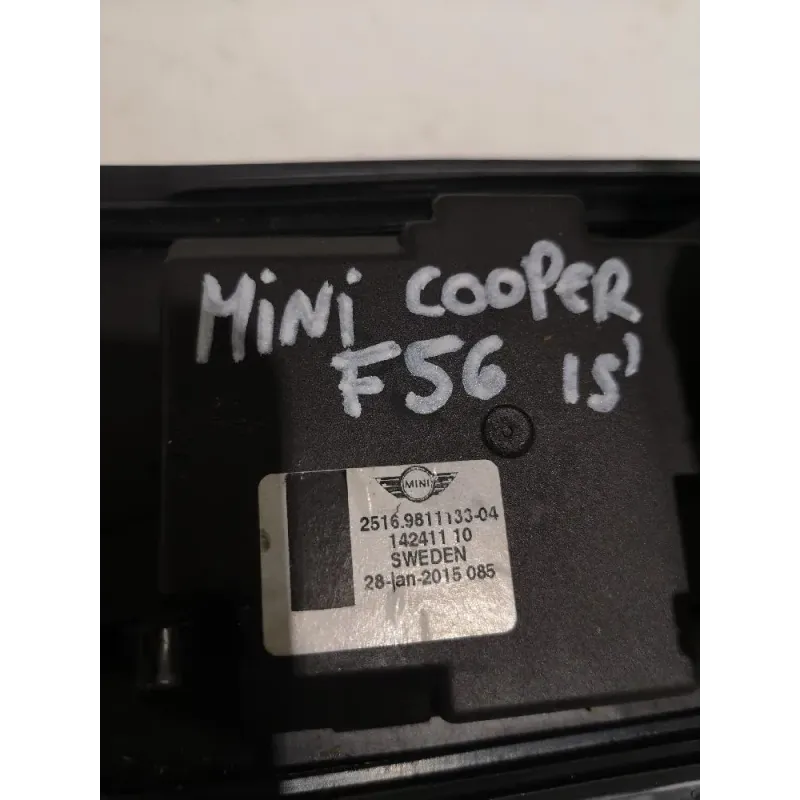 MiNi COOPER
F56 15'
MINI
2516.9811133-04
142411 10
SWEDEN
28-Jan-2015 085